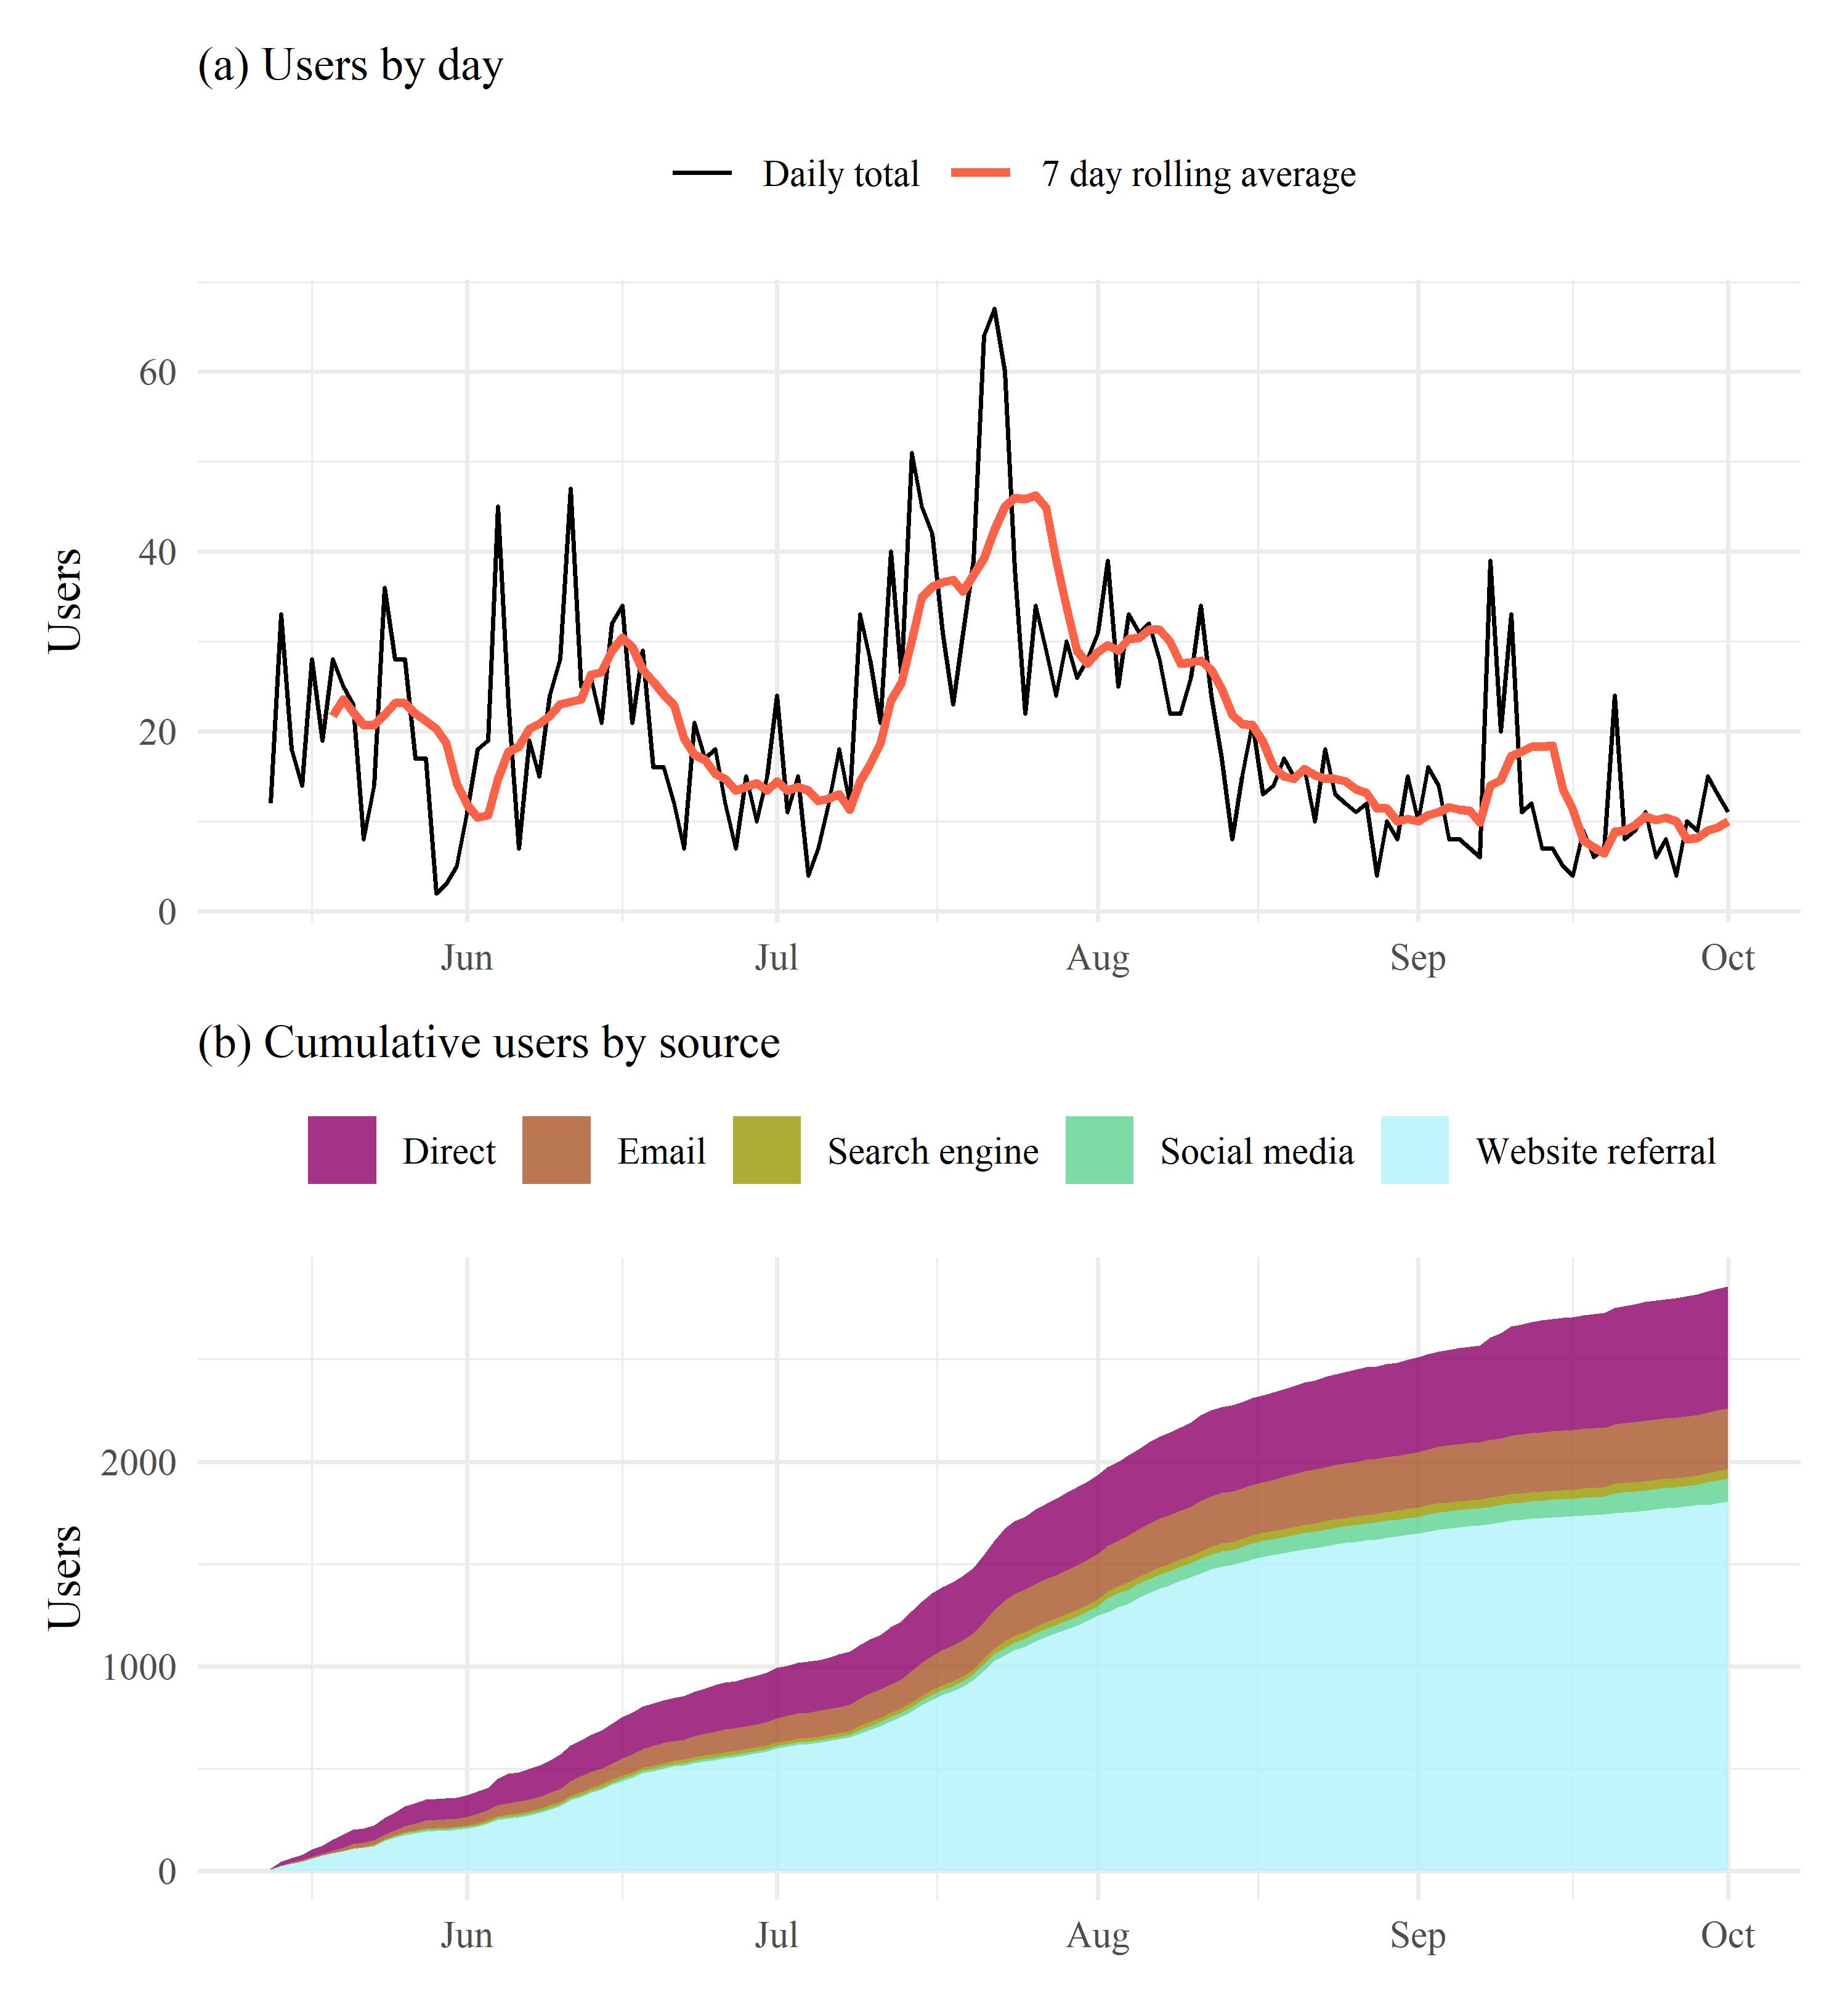 (a) Users by day
Daily total 7 day rolling average
Users
60
40
20
0
Jun Jul Aug Sep Oct
(b) Cumulative users by source
Direct Email Search engine Social media Website referral
Users
2000
1000
0
Jun Jul Aug Sep Oct